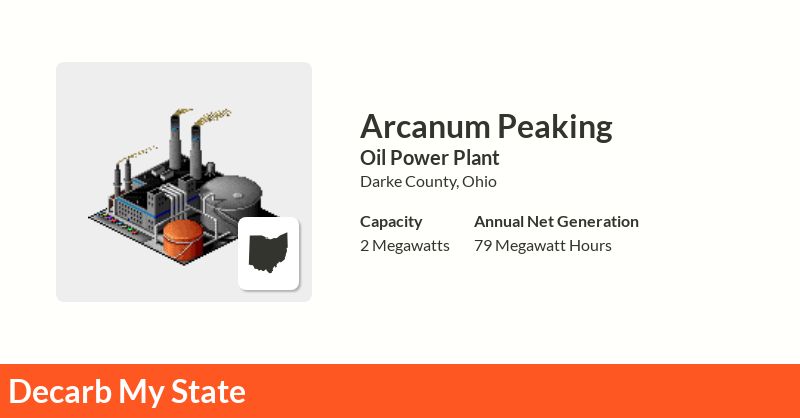 Arcanum Peaking
Oil Power Plant
Darke County, Ohio
Capacity
Annual Net Generation
2 Megawatts
79 Megawatt Hours
Decarb My State